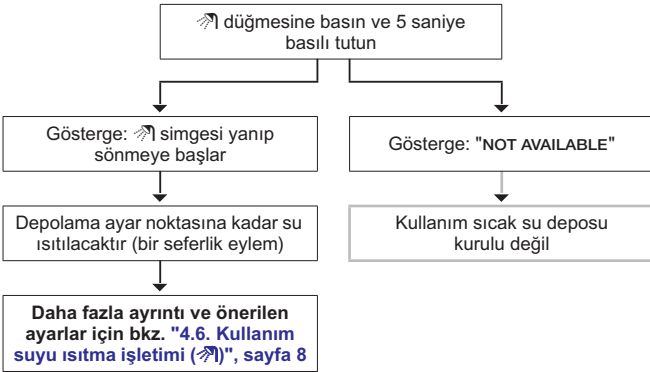 düğmesine basın ve 5 saniye
basılı tutun
Gösterge: simgesi yanıp
sönmeye başlar
Gösterge: "NOT AVAILABLE"
Depolama ayar noktasına kadar su
ısıtılacaktır (bir seferlik eylem)
Kullanım sıcak su deposu
kurulu değil
Daha fazla ayrıntı ve önerilen
ayarlar için bkz. "4.6. Kullanım
suyu ısıtma işletimi ( )", sayfa 8